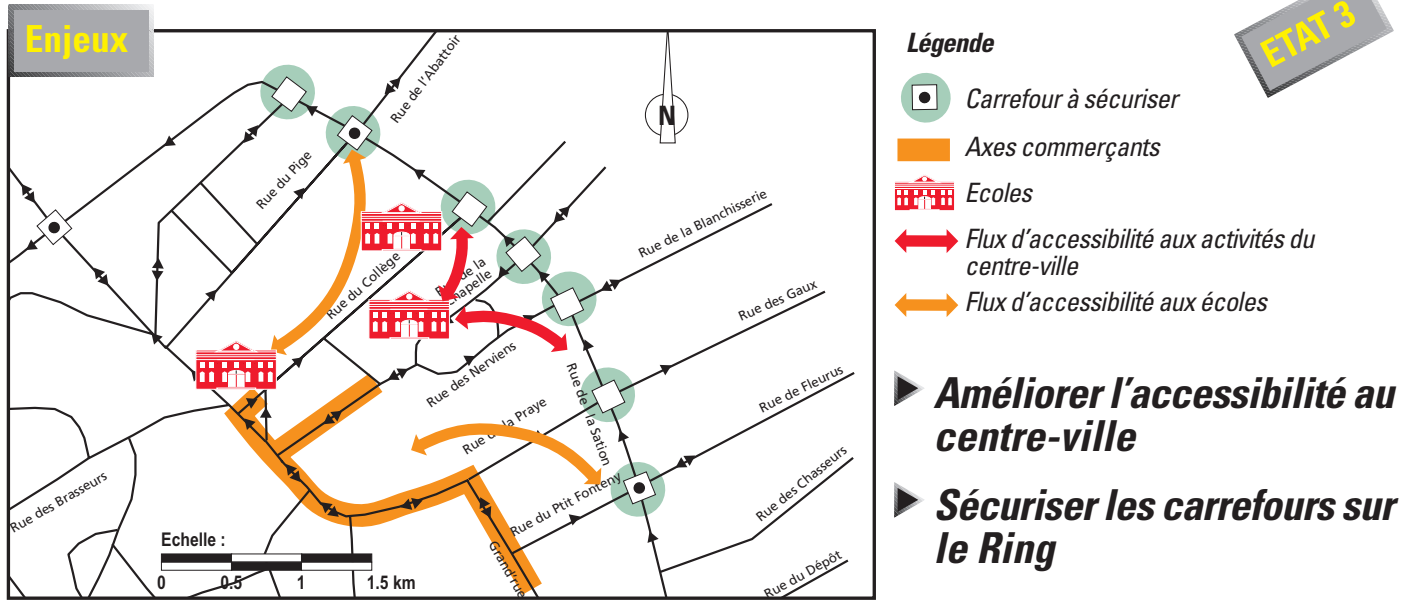 Enjeux
ETAT 3
Légende
Carrefour à sécuriser
Axes commerçants
Ecoles
Flux d'accessibilité aux activités du
centre-ville
Flux d'accessibilité aux écoles
Améliorer l'accessibilité au
centre-ville
Sécuriser les carrefours sur
le Ring
Rue de l'Abattoir
N
Rue du Pige
Rue de la Blanchisserie
Rue du Collège
Rue de la
Chapelle
Rue des Gaux
Rue des Nerviens
Rue de la Sation
Rue de Fleurus
Rue de la Praye
Rue des Brasseurs
Rue du Ptit Fonteny
Rue des Chasseurs
Grand'rue
Rue du Dépôt
Echelle :
0 0.5 1 1.5 km